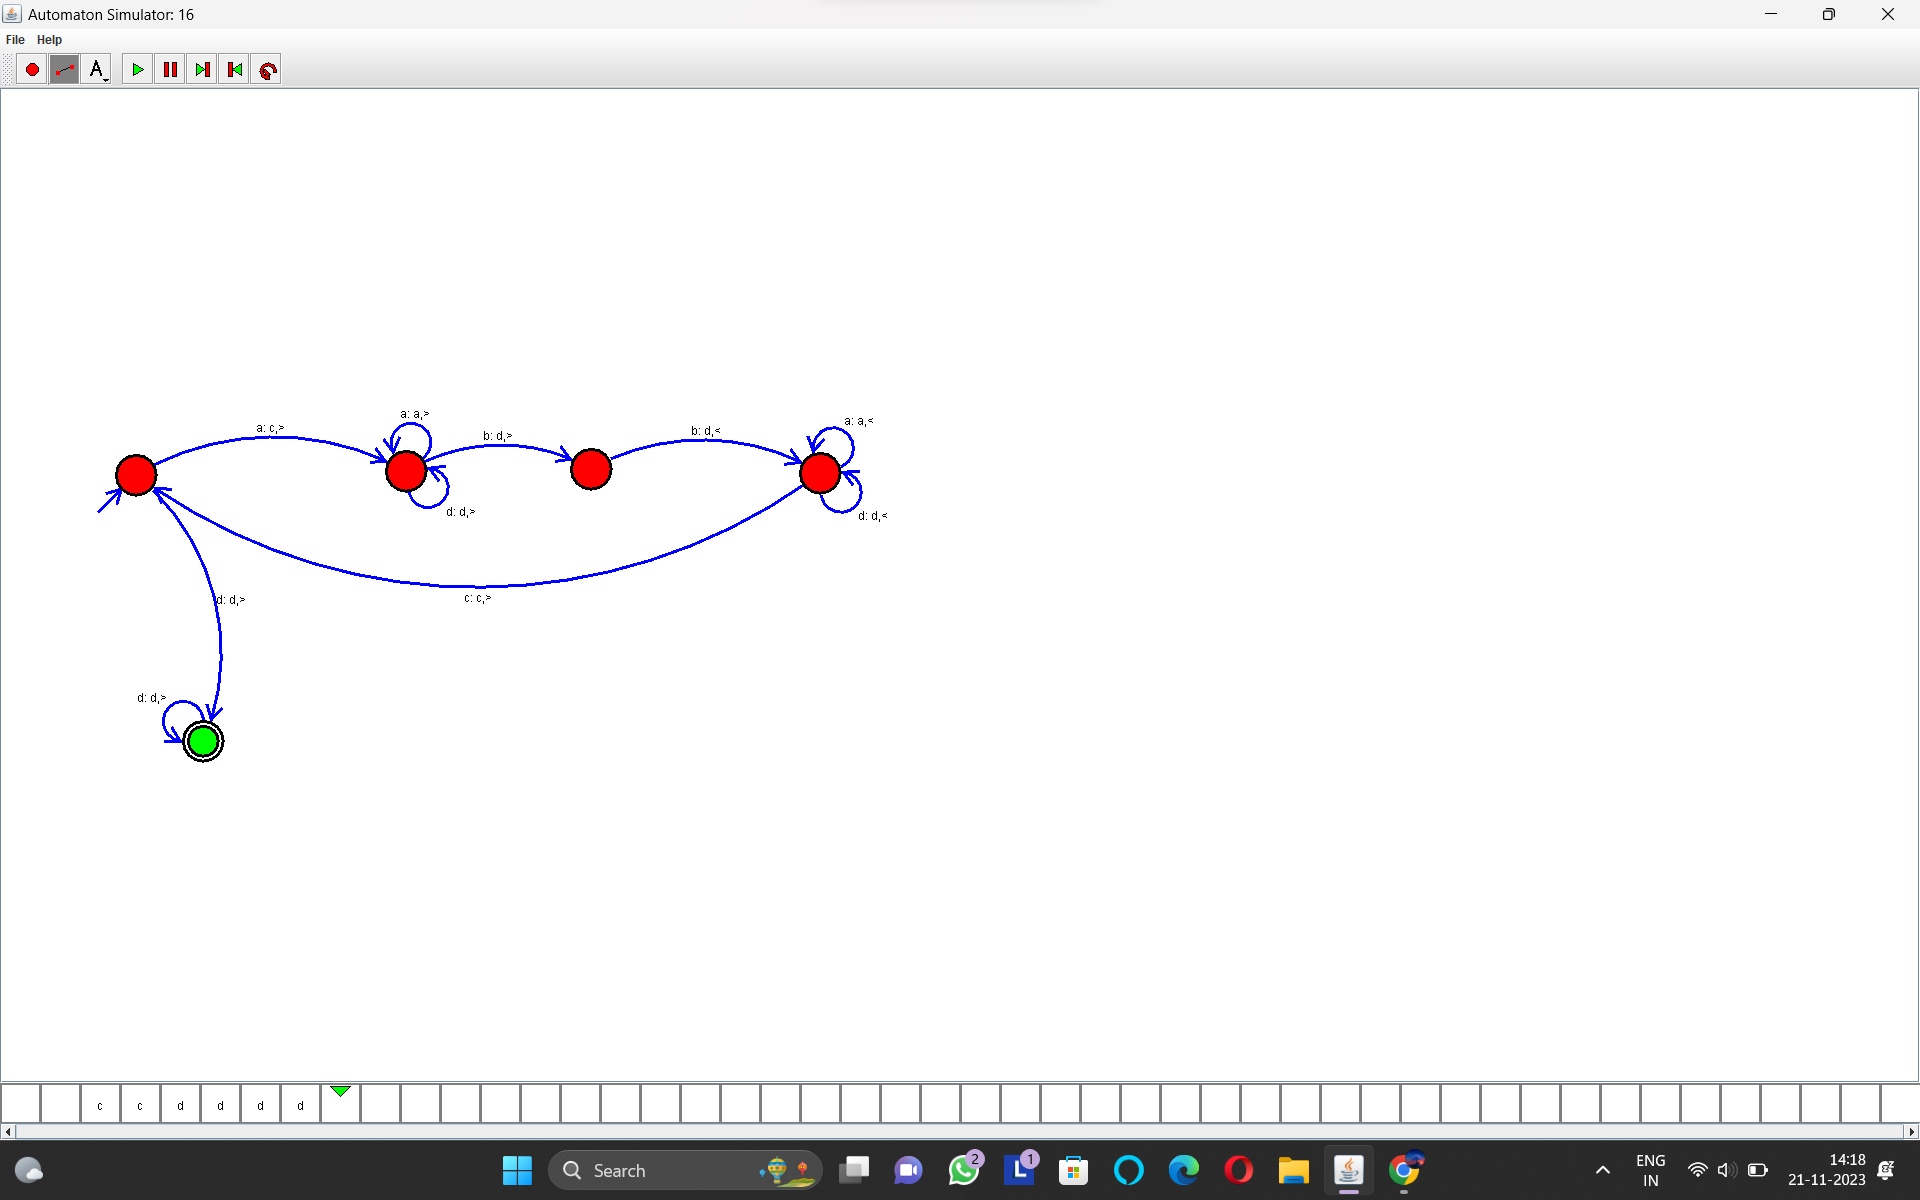 Automaton Simulator: 16
File Help
A
a: a,>
a: a,<
a: c,>
b: d,>
b: d,<
d: d,>
d: d,<
d: d,>
c: c,>
d: d,>
c c d d d d
Search
2
L 1
ENG
IN
14:18
21-11-2023